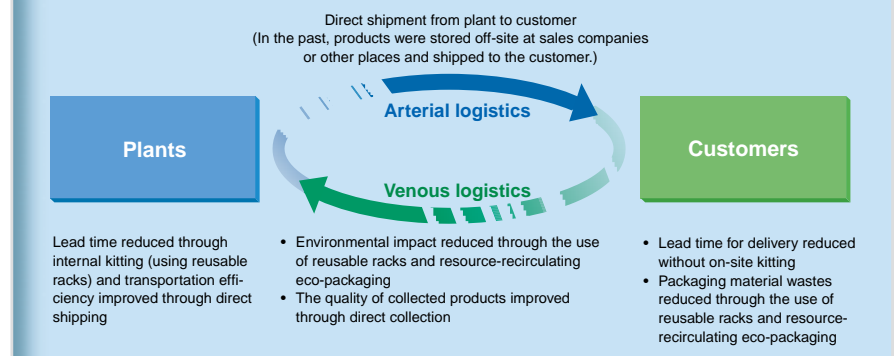 Direct shipment from plant to customer
(In the past, products were stored off-site at sales companies
or other places and shipped to the customer.)
Arterial logistics
Plants
Customers
Venous logistics
Lead time reduced through
internal kitting (using reusable
racks) and transportation effi-
ciency improved through direct
shipping
• Environmental impact reduced through the use
of reusable racks and resource-recirculating
eco-packaging
• The quality of collected products improved
through direct collection
• Lead time for delivery reduced
without on-site kitting
• Packaging material wastes
reduced through the use of
reusable racks and resource-
recirculating eco-packaging